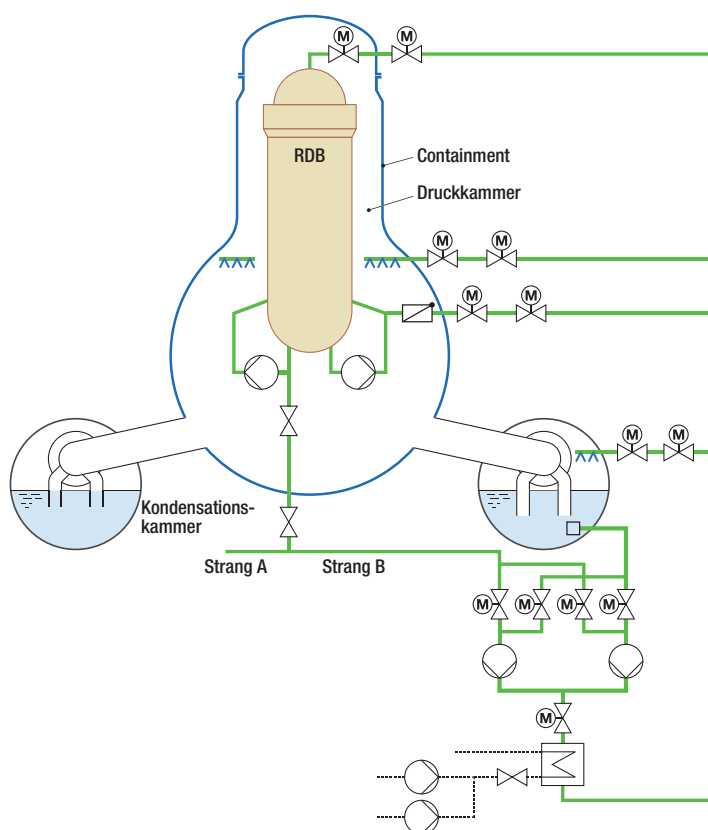 M M
RDB
Containment
Druckkammer
M M
M M
M M
Kondensations-
kammer
Strang A Strang B
M M M M
M